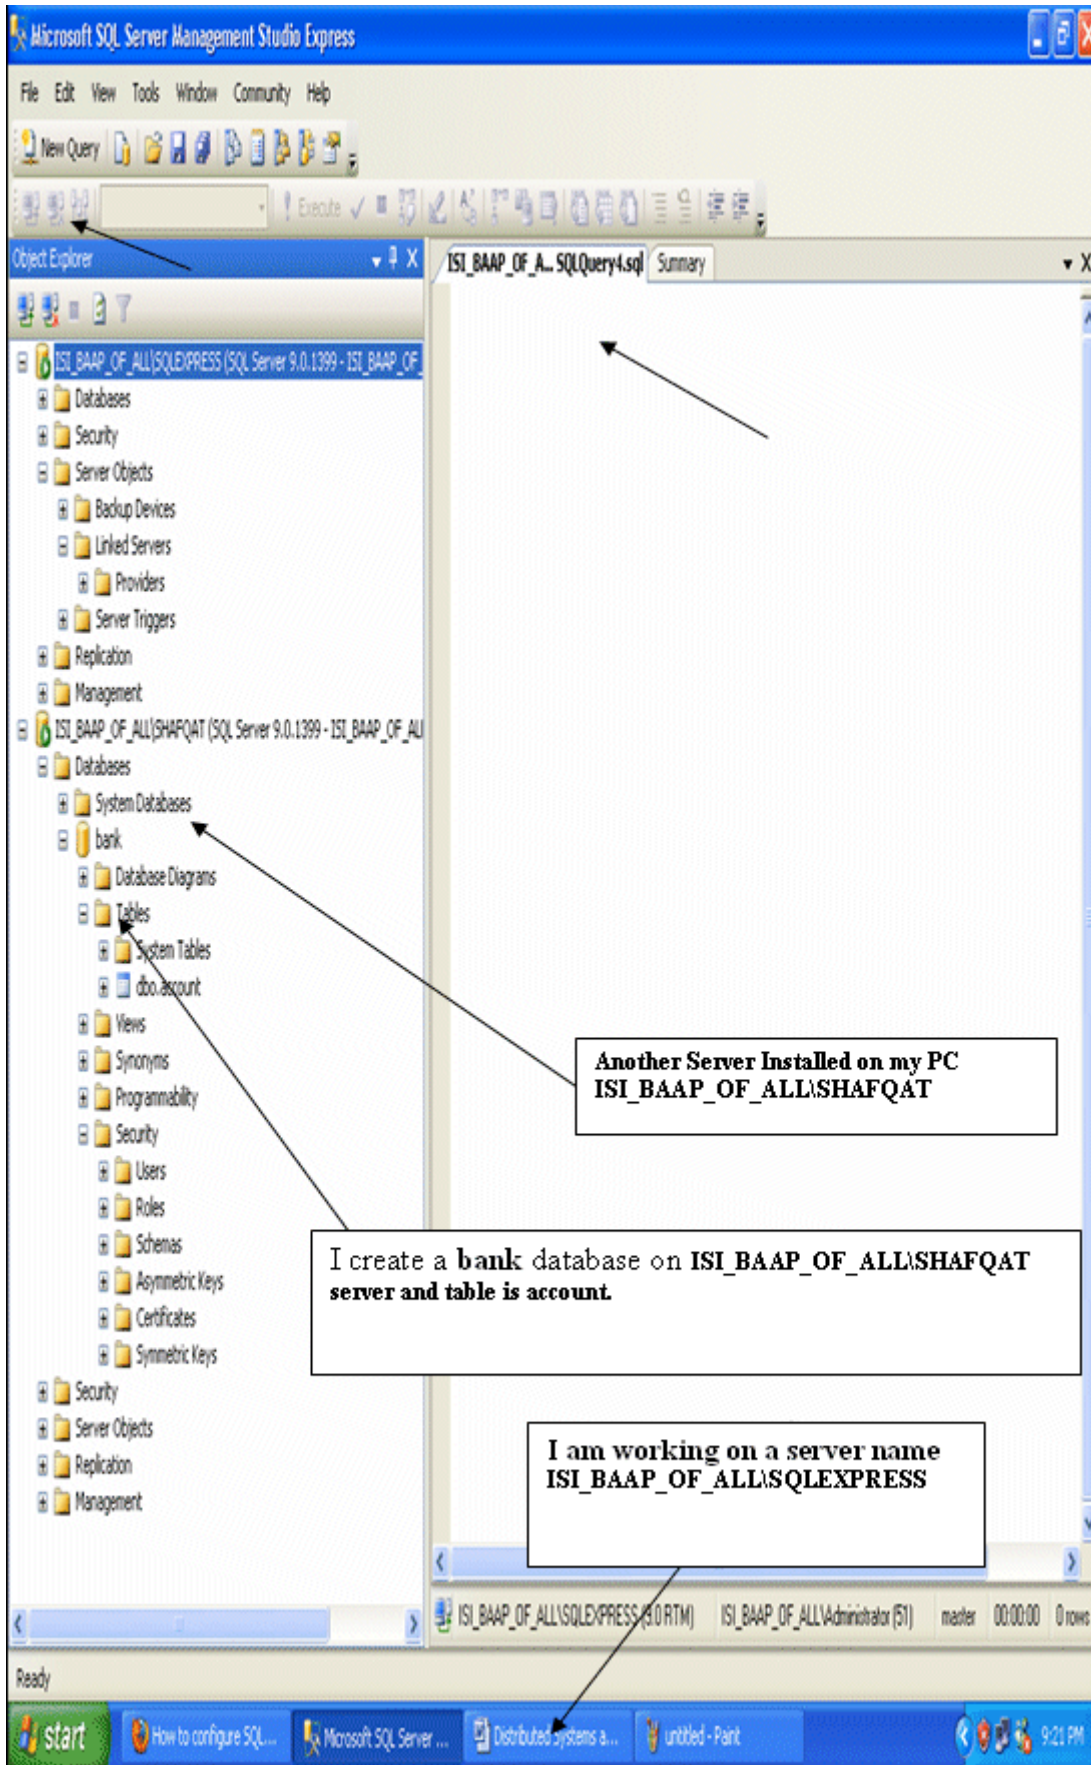 Microsoft SQL Server Management Studio Express
File Edit View Tools Window Community Help
New Query
Execute
Object Explorer
ISI_BAAP_OF_A... SQLQuery4.sql Summary
ISI_BAAP_OF_ALL\SQLEXPRESS (SQL Server 9.0.1399 - ISI_BAAP_OF_
Databases
Security
Server Objects
Backup Devices
Linked Servers
Providers
Server Triggers
Replication
Management
ISI_BAAP_OF_ALL\SHAFQAT (SQL Server 9.0.1399 - ISI_BAAP_OF_ALL
Databases
System Databases
bank
Database Diagrams
Tables
System Tables
dbo.account
Views
Synonyms
Programmability
Security
Users
Roles
Schemas
Asymmetric Keys
Certificates
Symmetric Keys
Security
Server Objects
Replication
Management
Another Server Installed on my PC
ISI_BAAP_OF_ALL\SHAFQAT
I create a bank database on ISI_BAAP_OF_ALL\SHAFQAT
server and table is account.
I am working on a server name
ISI_BAAP_OF_ALL\SQLEXPRESS
ISI_BAAP_OF_ALL\SQLEXPRESS (9.0 RTM) ISI_BAAP_OF_ALL\Administrator (51) master 00:00:00 0 rows
Ready
start How to configure SQL... Microsoft SQL Server ... Distributed Systems a... untitled - Paint 9:21 PM